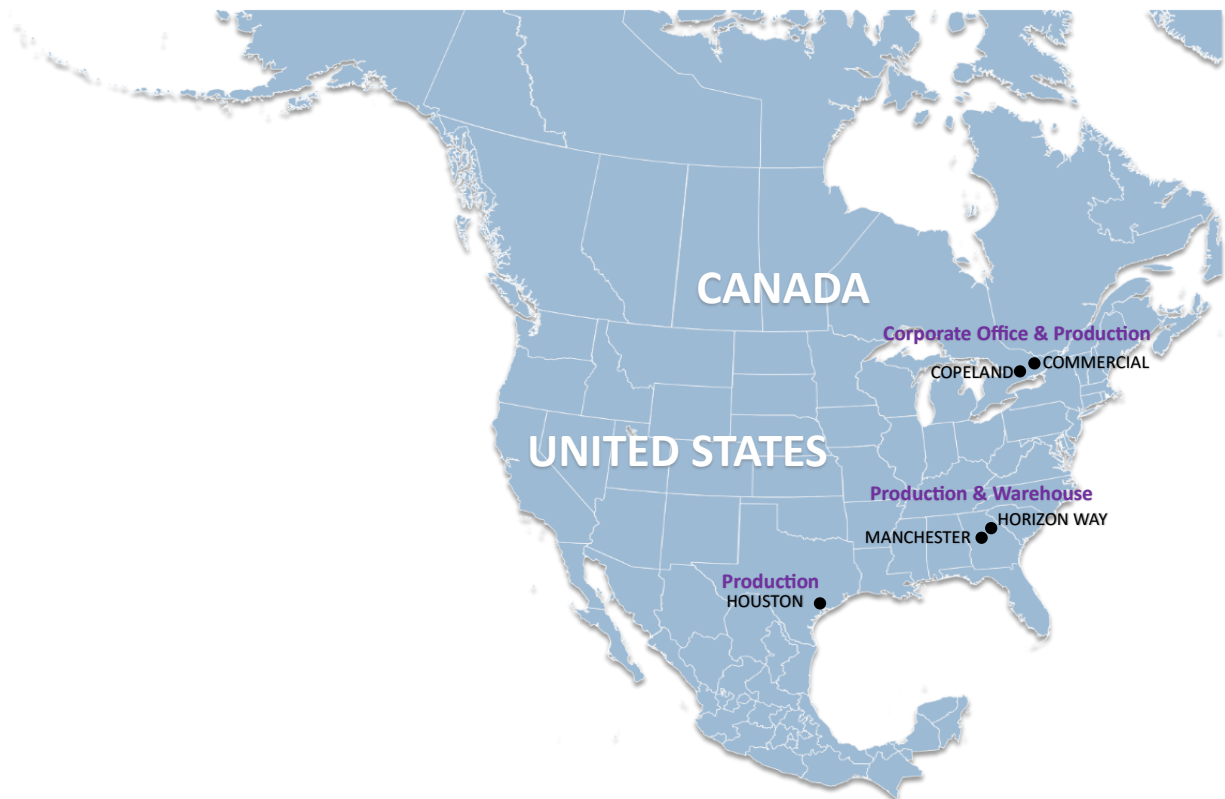 CANADA
Corporate Office & Production
COMMERCIAL
COPELAND
UNITED STATES
Production & Warehouse
HORIZON WAY
MANCHESTER
Production
HOUSTON